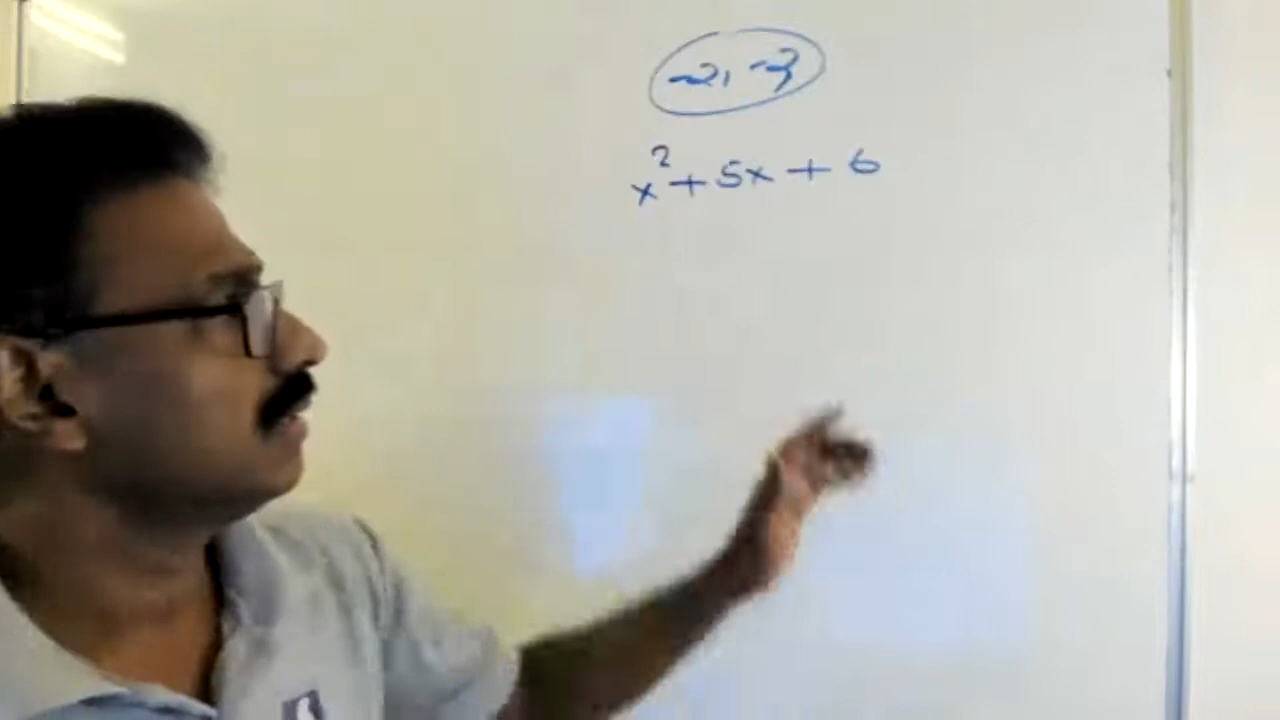 -2, -3
x² + 5x + 6